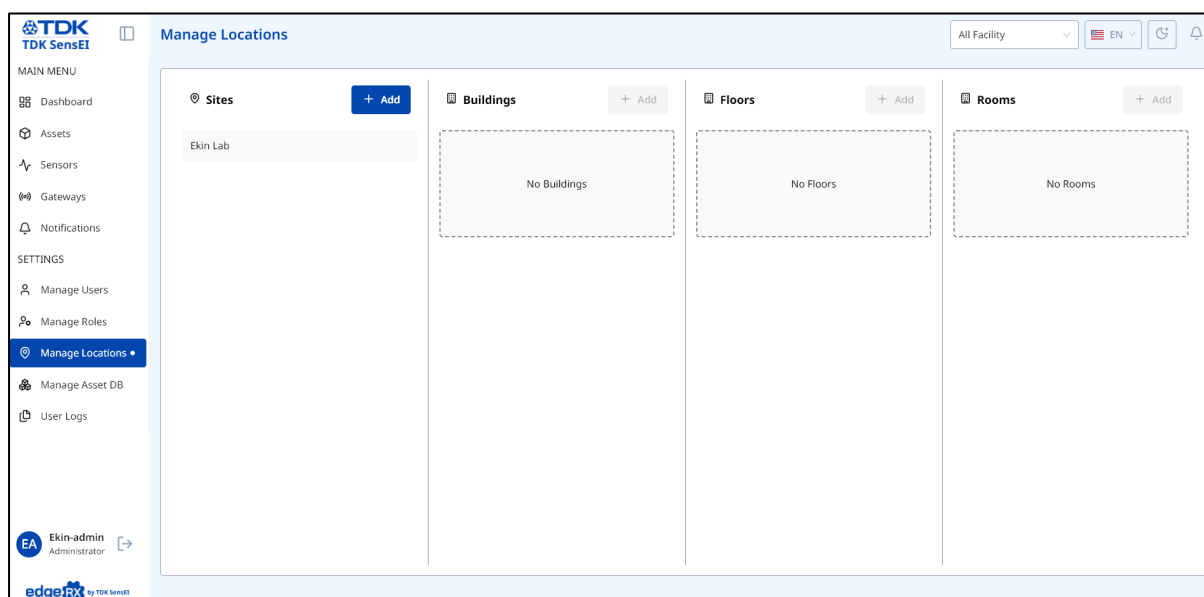 TDK
TDK SensEI
Manage Locations
All Facility
EN
MAIN MENU
Dashboard
Assets
Sensors
Gateways
Notifications
SETTINGS
Manage Users
Manage Roles
Manage Locations
Manage Asset DB
User Logs
Sites
+ Add
Ekin Lab
Buildings
+ Add
No Buildings
Floors
+ Add
No Floors
Rooms
+ Add
No Rooms
EA
Ekin-admin
Administrator
edgeRX by TDK SensEI